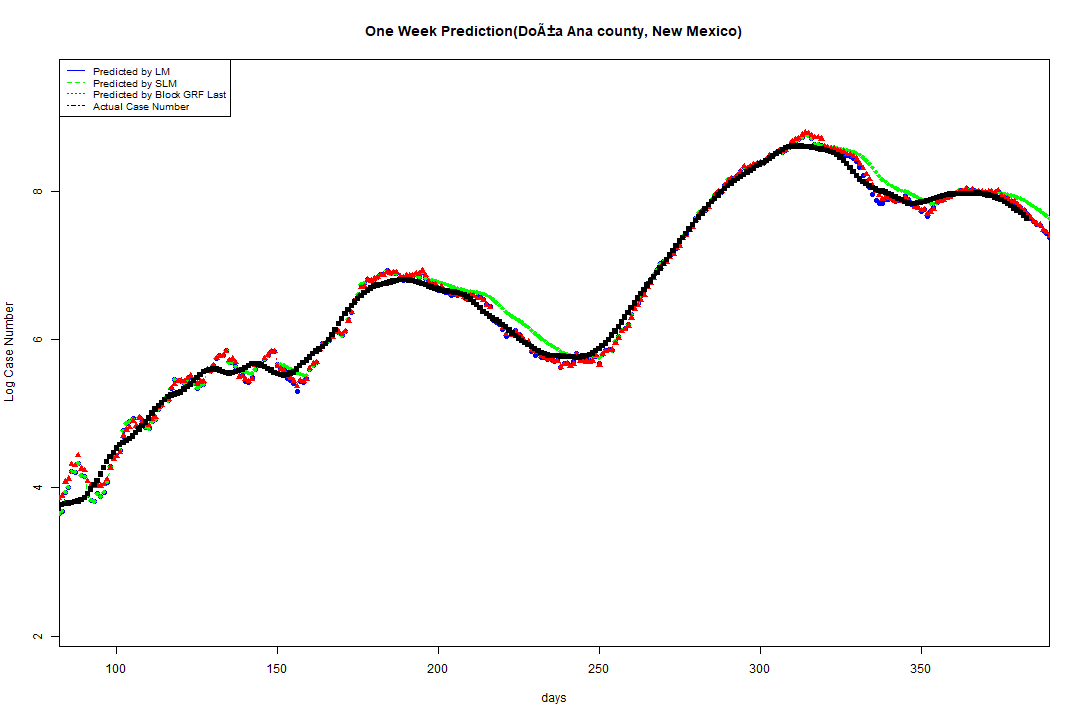 One Week Prediction(DoÃ±a Ana county, New Mexico)
Predicted by LM
Predicted by SLM
Predicted by Block GRF Last
Actual Case Number
Log Case Number
8
6
4
2
100 150 200 250 300 350
days